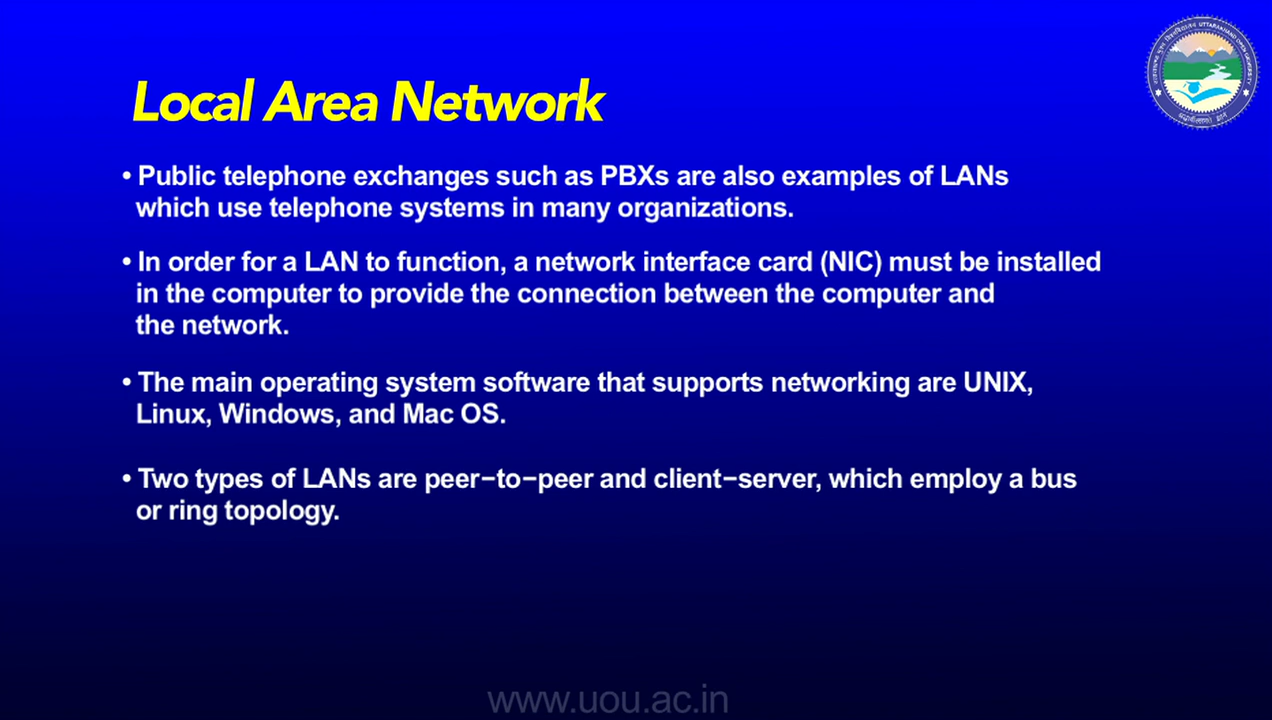 Local Area Network
• Public telephone exchanges such as PBXs are also examples of LANs
which use telephone systems in many organizations.
• In order for a LAN to function, a network interface card (NIC) must be installed
in the computer to provide the connection between the computer and
the network.
• The main operating system software that supports networking are UNIX,
Linux, Windows, and Mac OS.
• Two types of LANs are peer−to−peer and client−server, which employ a bus
or ring topology.
UTTARAKHAND OPEN UNIVERSITY
www.uou.ac.in